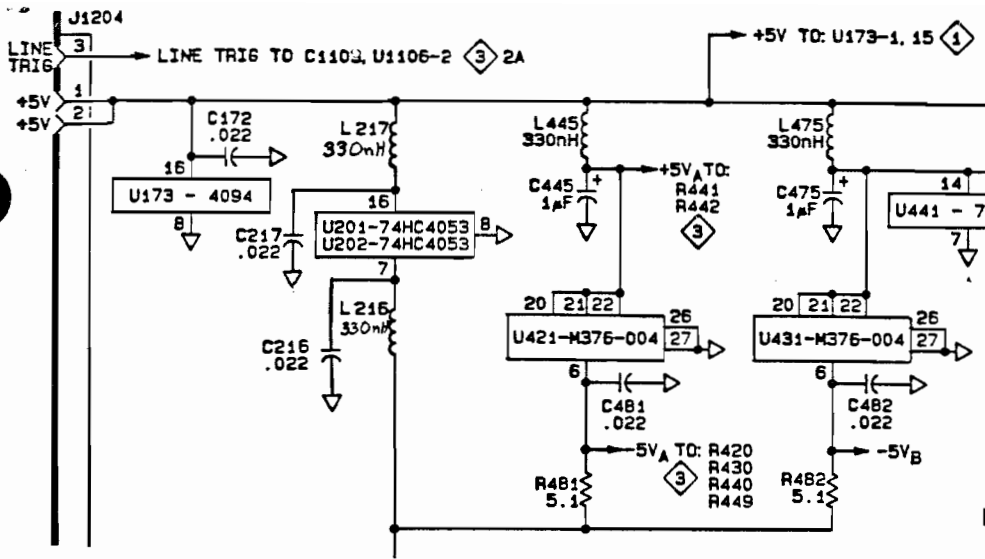 J1204
LINE TRIG
3
LINE TRIG TO C1102, U1106-2 3 2A
+5V TO: U173-1, 15 1
+5V 1
+5V 2
C172
.022
16
U173 - 4094
8
L217
330nH
16
C217
.022
U201-74HC4053
U202-74HC4053
8
7
L216
330nH
C216
.022
L445
330nH
+5VA TO:
R441
R442
3
C445
1µF
+
20 21 22
U421-M376-004
26
27
6
C481
.022
-5VA TO: R420
R430
R440
R449
3
R481
5.1
L475
330nH
C475
1µF
+
14
U441 - 7
7
20 21 22
U431-M376-004
26
27
6
C482
.022
-5VB
R482
5.1